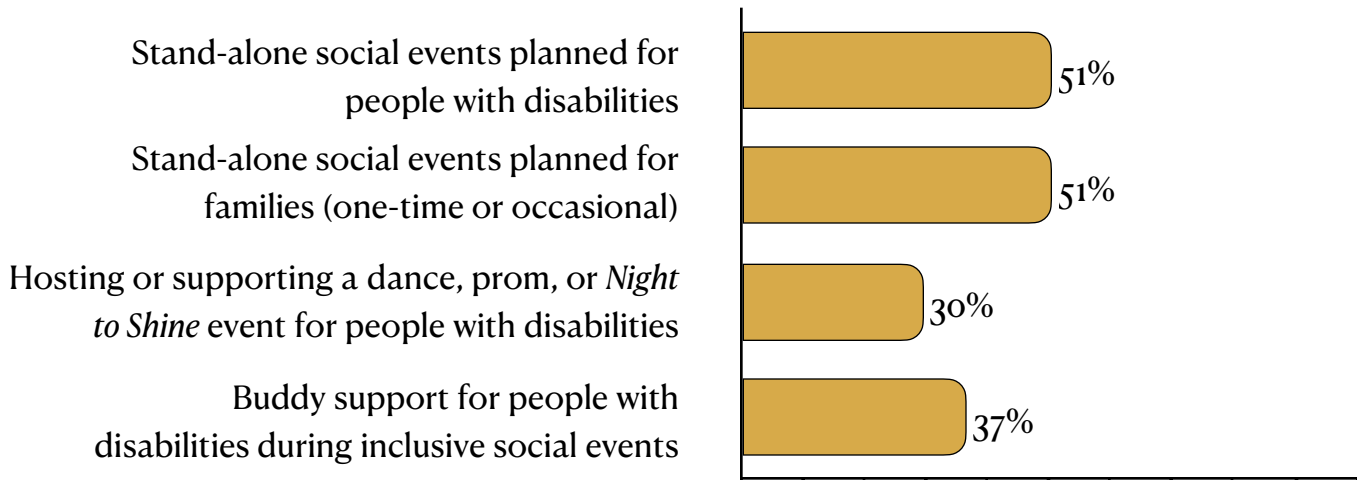 Stand-alone social events planned for
people with disabilities
51%
Stand-alone social events planned for
families (one-time or occasional)
51%
Hosting or supporting a dance, prom, or Night
to Shine event for people with disabilities
30%
Buddy support for people with
disabilities during inclusive social events
37%